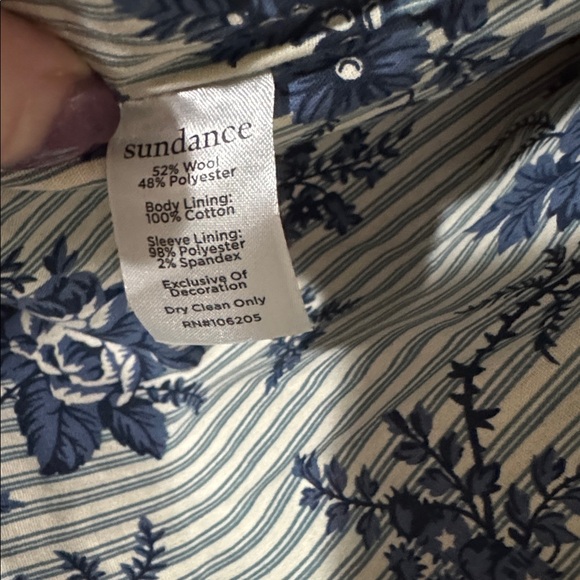 sundance
52% Wool
48% Polyester
Body Lining:
100% Cotton
Sleeve Lining:
98% Polyester
2% Spandex
Exclusive Of
Decoration
Dry Clean Only
RN#106205